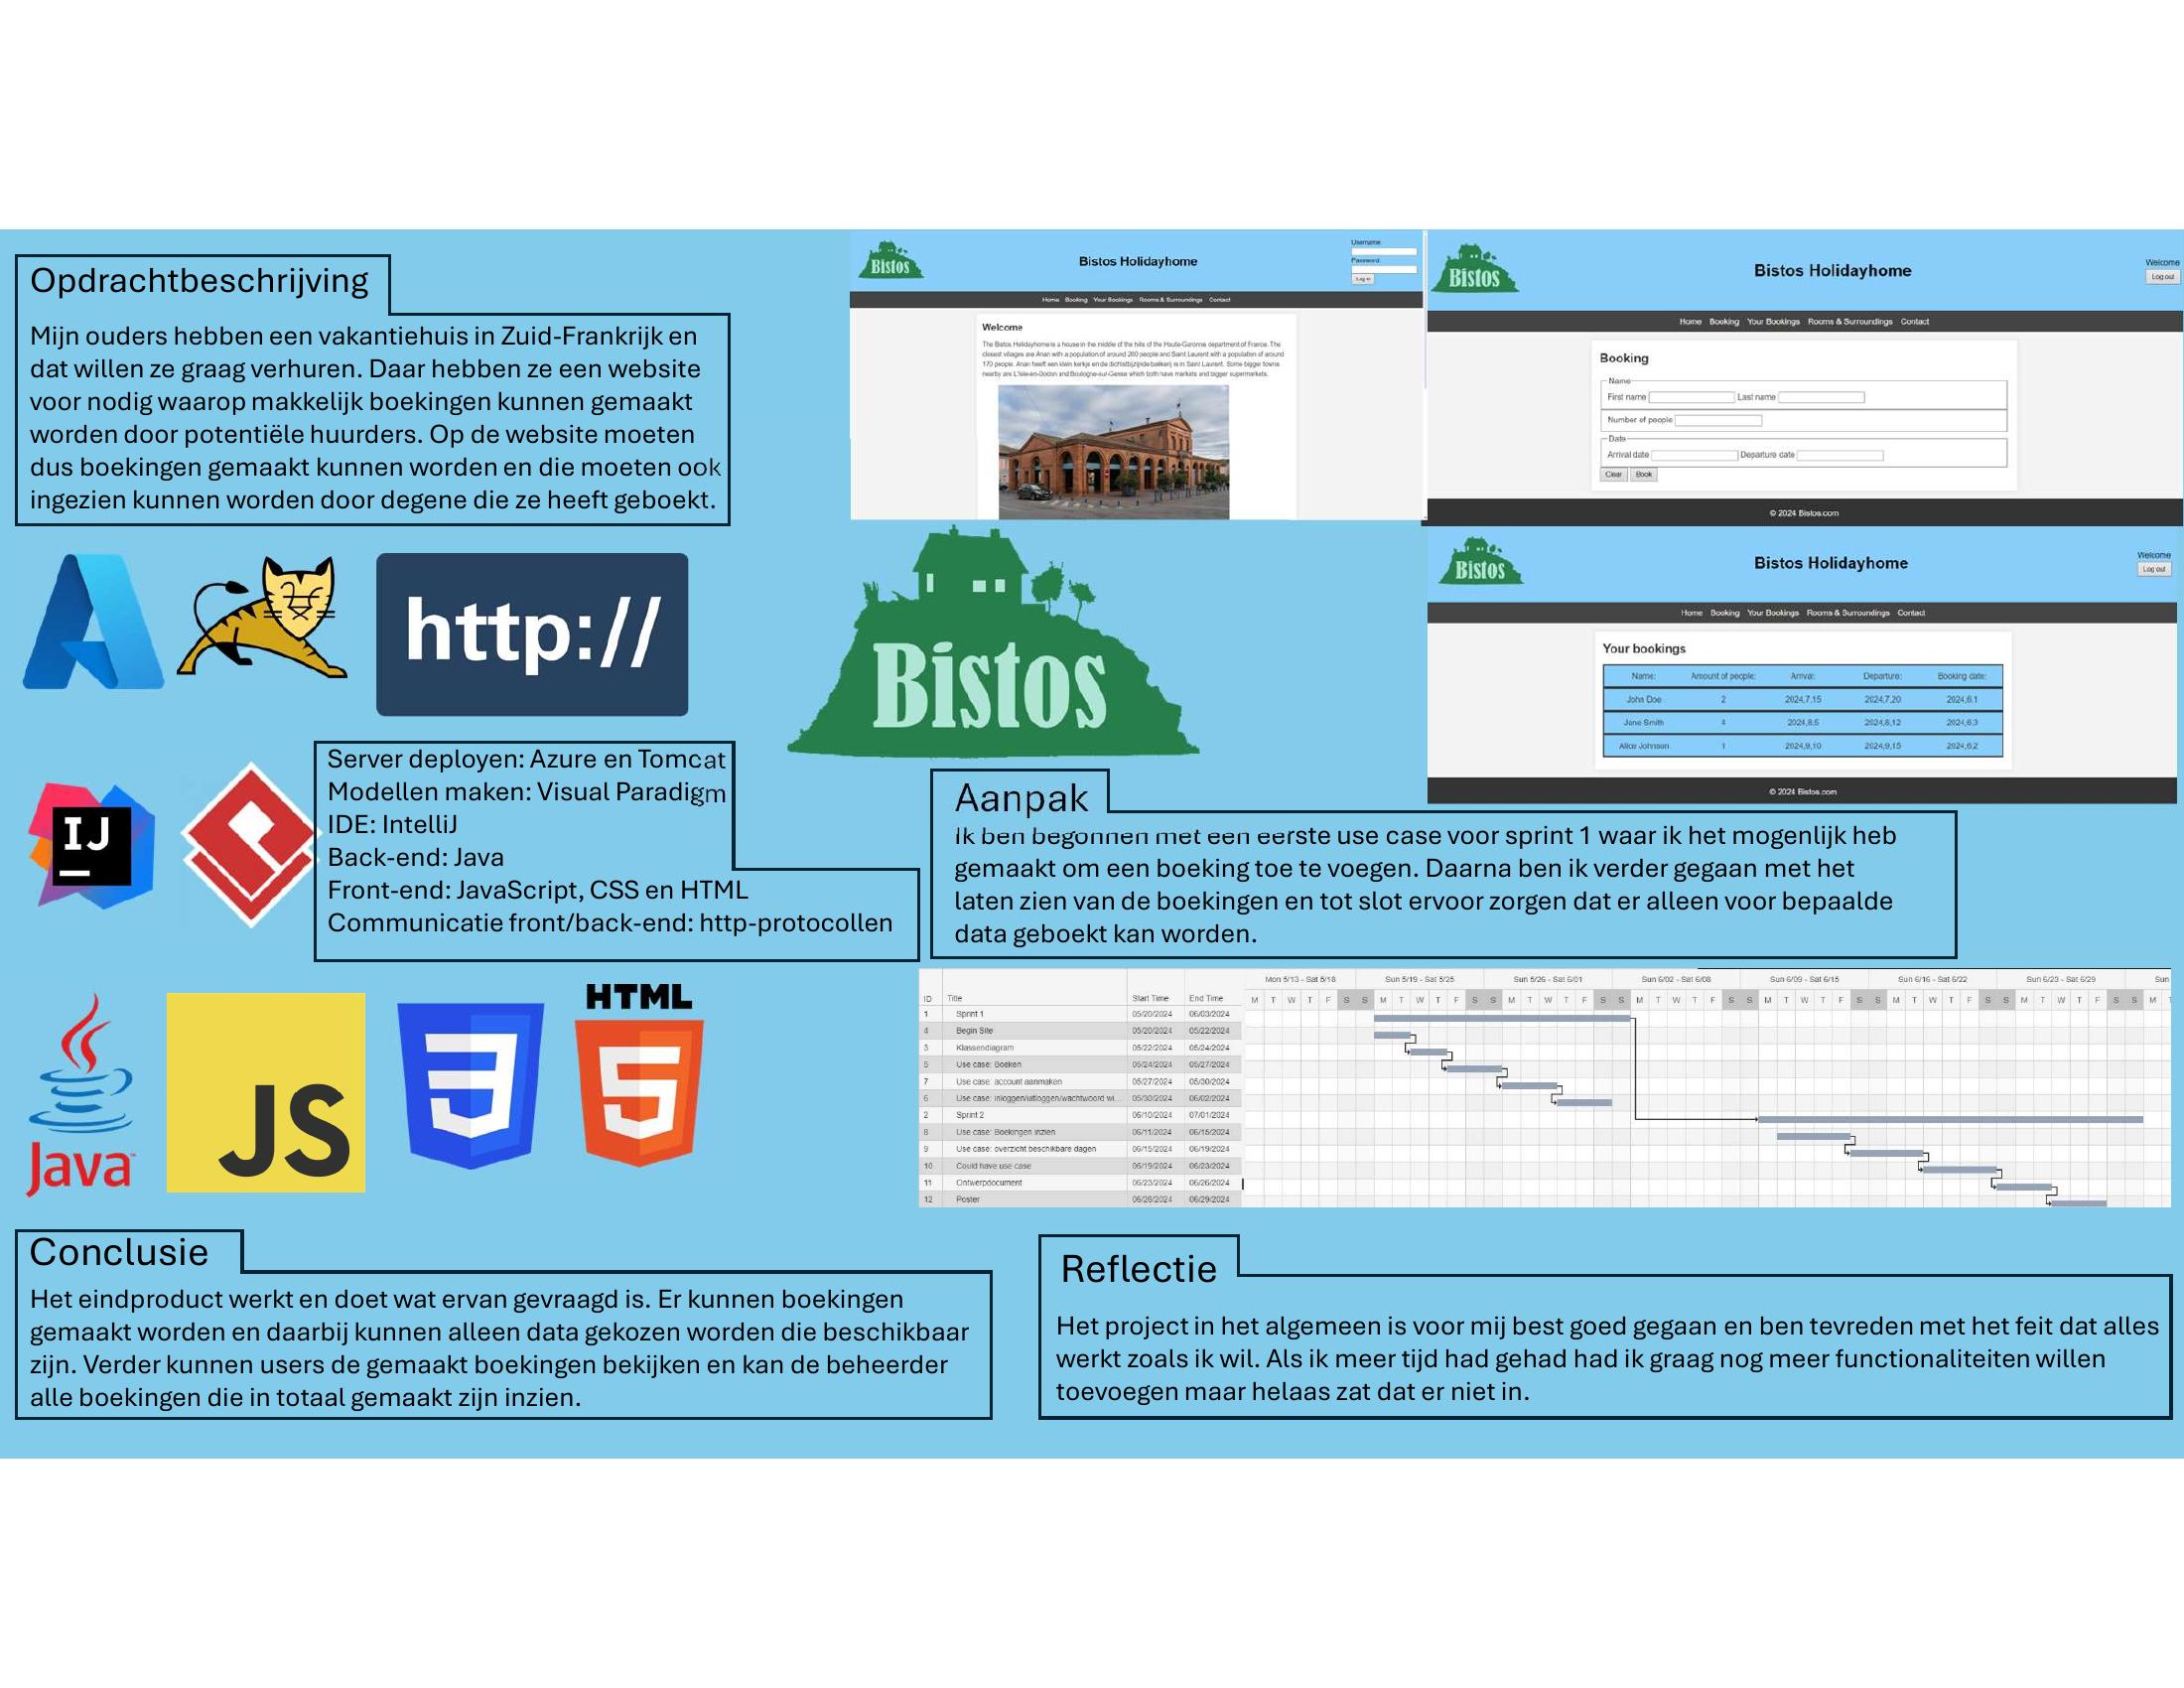 Opdrachtbeschrijving
Mijn ouders hebben een vakantiehuis in Zuid-Frankrijk en
dat willen ze graag verhuren. Daar hebben ze een website
voor nodig waarop makkelijk boekingen kunnen gemaakt
worden door potentiële huurders. Op de website moeten
dus boekingen gemaakt kunnen worden en die moeten ook
ingezien kunnen worden door degene die ze heeft geboekt.
Bistos
Bistos Holidayhome
Username
Password
Log in
Home Booking Your Bookings Rooms & Surroundings Contact
Welcome
The Bistos Holidayhome is a house in the middle of the hills of the Haute-Garonne department of France. The
closest villages are Anan with a population of around 200 people and Saint Laurent with a population of around
170 people. Anan heeft een klein kerkje en de dichtstbijzijnde bakkerij is in Saint Laurent. Some bigger towns
nearby are L'Isle-en-Dodon and Boulogne-sur-Gesse which both have markets and bigger supermarkets.
Bistos
Bistos Holidayhome
Welcome
Log out
Home Booking Your Bookings Rooms & Surroundings Contact
Booking
Name
First name Last name
Number of people
Date
Arrival date Departure date
Clear Book
© 2024 Bistos.com
http://
Bistos
Bistos
Bistos Holidayhome
Welcome
Log out
Home Booking Your Bookings Rooms & Surroundings Contact
Your bookings
Name: Amount of people: Arrival: Departure: Booking date:
John Doe 2 2024,7,15 2024,7,20 2024,6,1
Jane Smith 4 2024,8,5 2024,8,12 2024,6,3
Alice Johnson 1 2024,9,10 2024,9,15 2024,6,2
© 2024 Bistos.com
IJ
Server deployen: Azure en Tomcat
Modellen maken: Visual Paradigm
IDE: IntelliJ
Back-end: Java
Front-end: JavaScript, CSS en HTML
Communicatie front/back-end: http-protocollen
Aanpak
Ik ben begonnen met een eerste use case voor sprint 1 waar ik het mogenlijk heb
gemaakt om een boeking toe te voegen. Daarna ben ik verder gegaan met het
laten zien van de boekingen en tot slot ervoor zorgen dat er alleen voor bepaalde
data geboekt kan worden.
Java
JS
3
HTML
5
Mon 5/13 - Sat 5/18 Sun 5/19 - Sat 5/25 Sun 5/26 - Sat 6/01 Sun 6/02 - Sat 6/08 Sun 6/09 - Sat 6/15 Sun 6/16 - Sat 6/22 Sun 6/23 - Sat 6/29 Sun
ID Title Start Time End Time M T W T F S S M T W T F S S M T W T F S S M T W T F S S M T W T F S S M T W T F S S M T W T F S S M
1 Sprint 1 05/20/2024 06/03/2024
4 Begin Site 05/20/2024 05/22/2024
3 Klassendiagram 05/22/2024 05/24/2024
5 Use case: Boeken 05/24/2024 05/27/2024
7 Use case: account aanmaken 05/27/2024 05/30/2024
6 Use case: inloggen/uitloggen/wachtwoord wi... 05/30/2024 06/02/2024
2 Sprint 2 06/10/2024 07/01/2024
8 Use case: Boekingen inzien 06/11/2024 06/15/2024
9 Use case: overzicht beschikbare dagen 06/15/2024 06/19/2024
10 Could have use case 06/19/2024 06/23/2024
11 Ontwerpdocument 06/23/2024 06/26/2024
12 Poster 06/26/2024 06/29/2024
Conclusie
Het eindproduct werkt en doet wat ervan gevraagd is. Er kunnen boekingen
gemaakt worden en daarbij kunnen alleen data gekozen worden die beschikbaar
zijn. Verder kunnen users de gemaakt boekingen bekijken en kan de beheerder
alle boekingen die in totaal gemaakt zijn inzien.
Reflectie
Het project in het algemeen is voor mij best goed gegaan en ben tevreden met het feit dat alles
werkt zoals ik wil. Als ik meer tijd had gehad had ik graag nog meer functionaliteiten willen
toevoegen maar helaas zat dat er niet in.